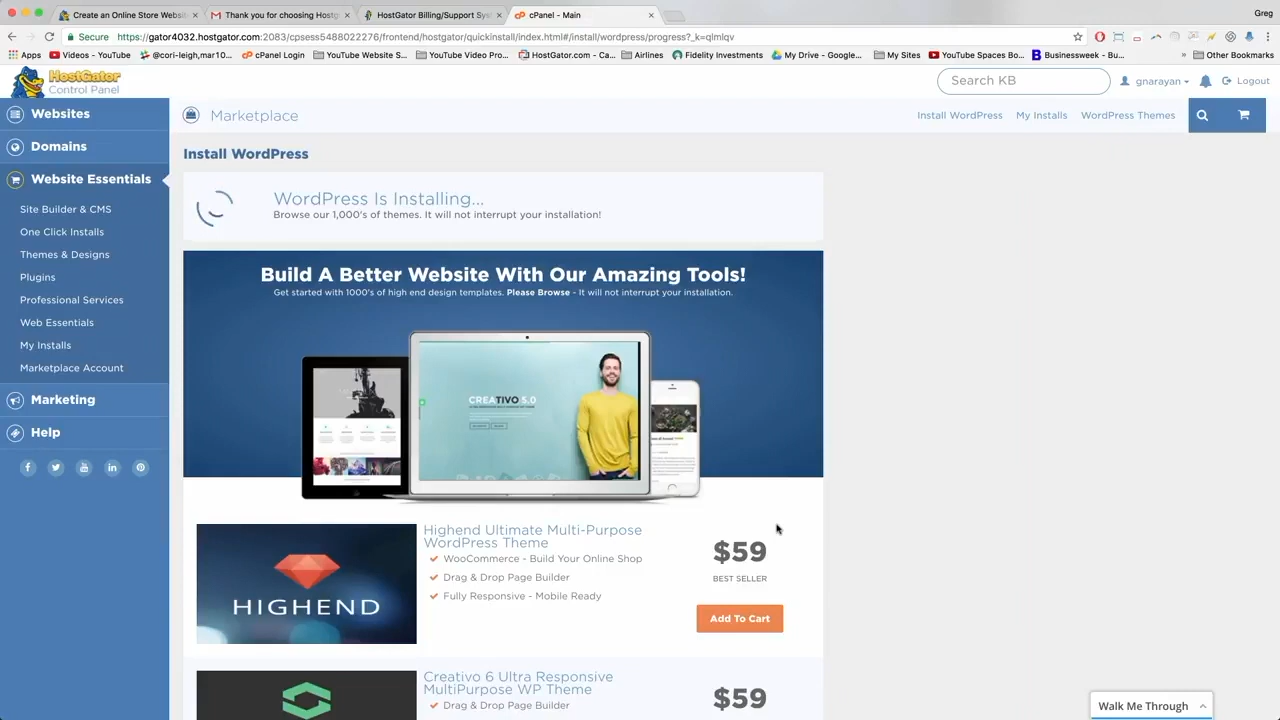 Create an Online Store Websi
Thank you for choosing Hostg
HostGator Billing/Support Sys
cPanel - Main
Greg
Secure
https://gator4032.hostgator.com:2083/cpsess5488022276/frontend/hostgator/quickinstall/index.html#/install/wordpress/progress?_k=qlmlqv
Apps
Videos - YouTube
@cori-leigh,mar10...
cPanel Login
YouTube Website S...
YouTube Video Pro...
HostGator.com - Ca...
Airlines
Fidelity Investments
My Drive - Google...
My Sites
YouTube Spaces Bo...
Businessweek - Bu...
»
Other Bookmarks
HostGator
Control Panel
Search KB
gnarayan
Logout
Websites
Domains
Website Essentials
Site Builder & CMS
One Click Installs
Themes & Designs
Plugins
Professional Services
Web Essentials
My Installs
Marketplace Account
Marketing
Help
Marketplace
Install WordPress
My Installs
WordPress Themes
Install WordPress
WordPress Is Installing...
Browse our 1,000's of themes. It will not interrupt your installation!
Build A Better Website With Our Amazing Tools!
Get started with 1000's of high end design templates. Please Browse - It will not interrupt your installation.
CREATIVO 5.0
HIGHEND
Highend Ultimate Multi-Purpose
WordPress Theme
WooCommerce - Build Your Online Shop
Drag & Drop Page Builder
Fully Responsive - Mobile Ready
$59
BEST SELLER
Add To Cart
Creativo 6 Ultra Responsive
MultiPurpose WP Theme
Drag & Drop Page Builder
$59
Walk Me Through